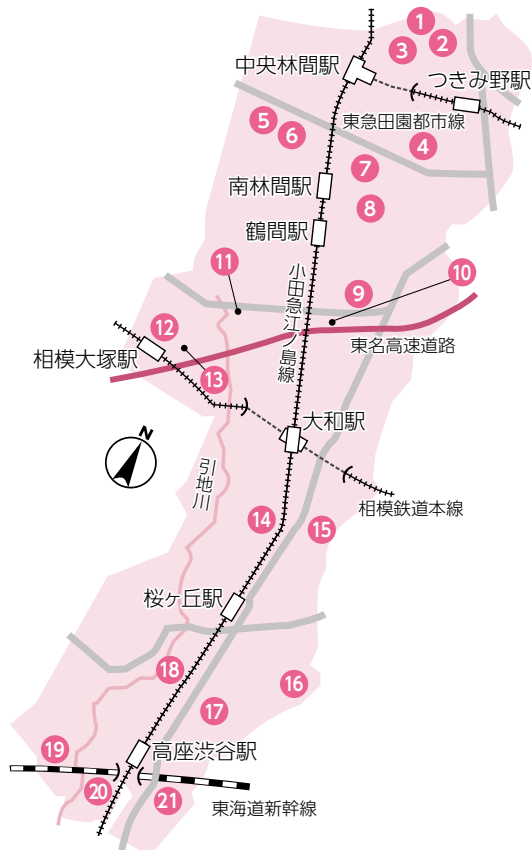 1
2
3
中央林間駅
つきみ野駅
東急田園都市線
4
5
6
7
南林間駅
8
鶴間駅
11
小田急江ノ島線
9
10
12
東名高速道路
相模大塚駅
13
大和駅
N
引地川
相模鉄道本線
14
15
桜ヶ丘駅
18
16
17
高座渋谷駅
19
20
21
東海道新幹線